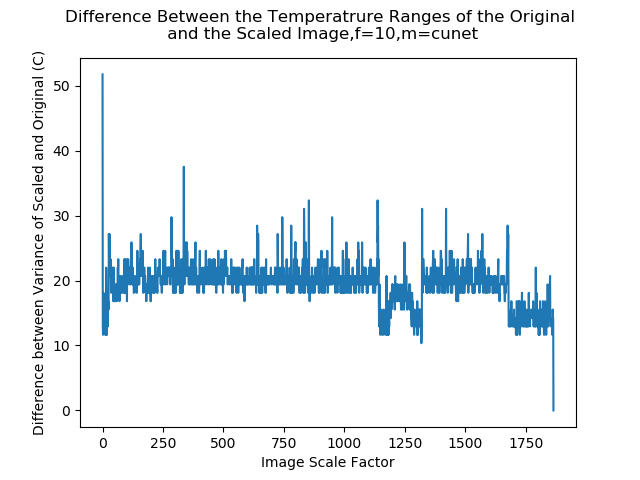 Difference Between the Temperatrure Ranges of the Original
and the Scaled Image,f=10,m=cunet
Difference between Variance of Scaled and Original (C)
50
40
30
20
10
0
0 250 500 750 1000 1250 1500 1750
Image Scale Factor